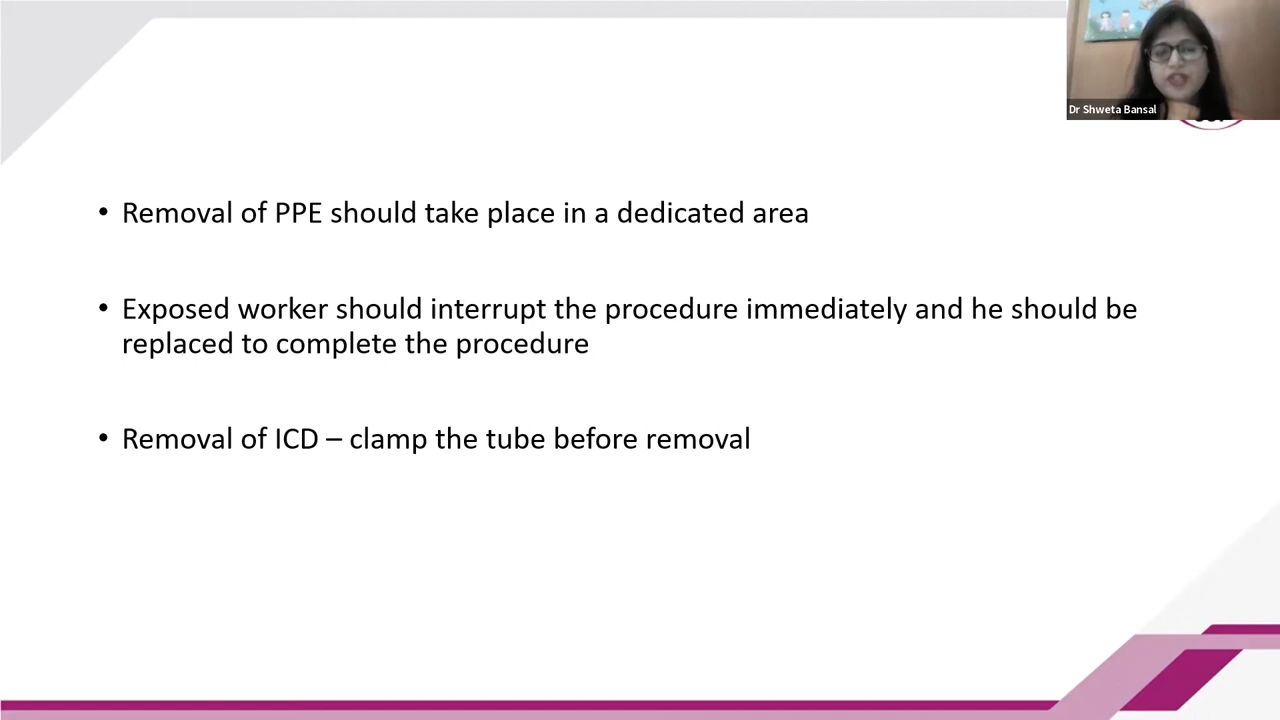 Dr Shweta Bansal
• Removal of PPE should take place in a dedicated area
• Exposed worker should interrupt the procedure immediately and he should be
replaced to complete the procedure
• Removal of ICD – clamp the tube before removal